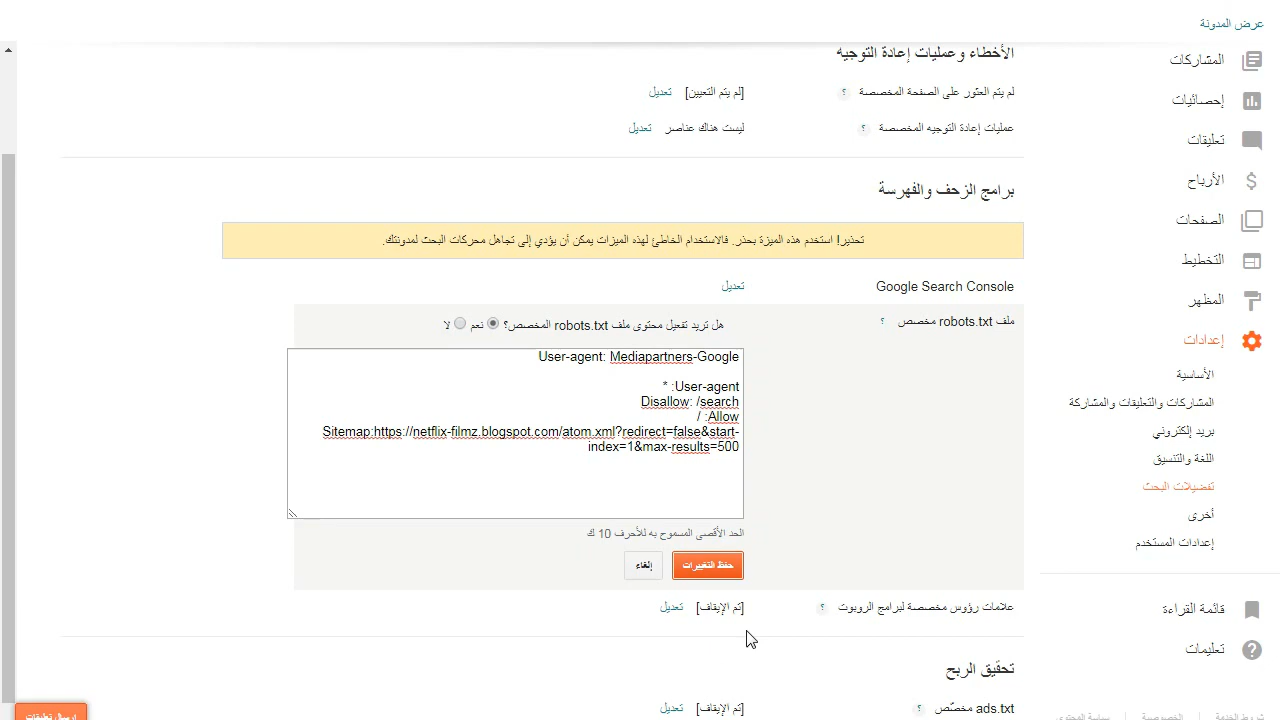 عرض المدونة
المشاركات
إحصائيات
تعليقات
الأرباح
الصفحات
التخطيط
المظهر
إعدادات
الأساسية
المشاركات والتعليقات والمشاركة
بريد إلكتروني
اللغة والتنسيق
تفضيلات البحث
أخرى
إعدادات المستخدم
قائمة القراءة
تعليمات
شروط الخدمة | الخصوصية | سياسة المحتوى
الأخطاء وعمليات إعادة التوجيه
لم يتم العثور على الصفحة المخصصة ؟ [لم يتم التعيين] تعديل
عمليات إعادة التوجيه المخصصة ؟ ليست هناك عناصر تعديل
برامج الزحف والفهرسة
تحذير! استخدم هذه الميزة بحذر. فالاستخدام الخاطئ لهذه الميزات يمكن أن يؤدي إلى تجاهل محركات البحث لمدونتك.
Google Search Console تعديل
ملف robots.txt مخصص ؟ هل تريد تفعيل محتوى ملف robots.txt المخصص؟ نعم لا
User-agent: Mediapartners-Google
User-agent: *
Disallow: /search
Allow: /
Sitemap:https://netflix-filmz.blogspot.com/atom.xml?redirect=false&start-
index=1&max-results=500
الحد الأقصى المسموح به للأحرف 10 ك
حفظ التغييرات إلغاء
علامات رؤوس مخصصة لبرامج الروبوت ؟ [تم الإيقاف] تعديل
تحقيق الربح
ads.txt مخصّص ؟ [تم الإيقاف] تعديل
إرسال تعليقات